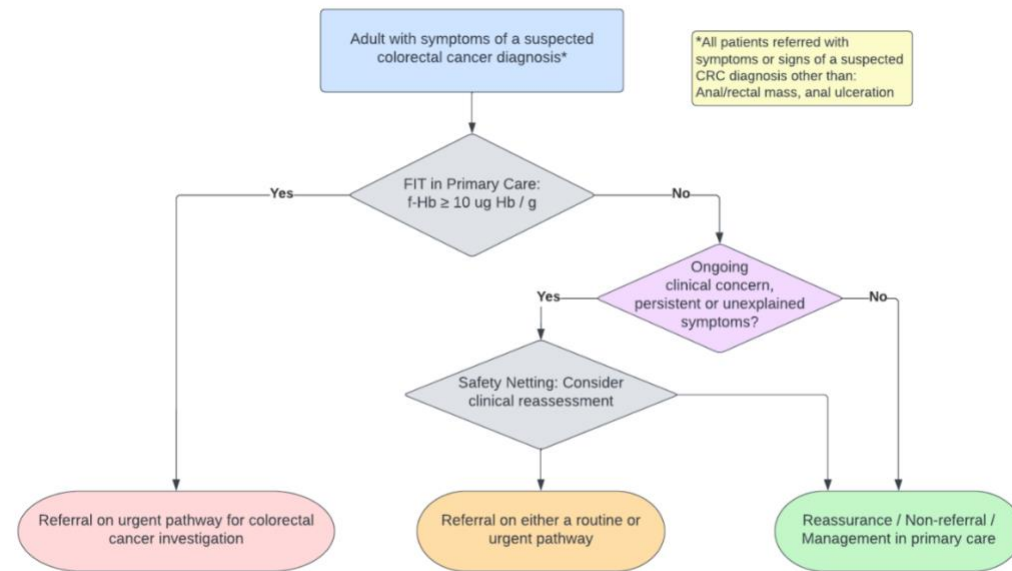 Adult with symptoms of a suspected
colorectal cancer diagnosis*
*All patients referred with
symptoms or signs of a suspected
CRC diagnosis other than:
Anal/rectal mass, anal ulceration
FIT in Primary Care:
f-Hb ≥ 10 ug Hb / g
Yes
No
Ongoing
clinical concern,
persistent or unexplained
symptoms?
Yes
No
Safety Netting: Consider
clinical reassessment
Referral on urgent pathway for colorectal
cancer investigation
Referral on either a routine or
urgent pathway
Reassurance / Non-referral /
Management in primary care